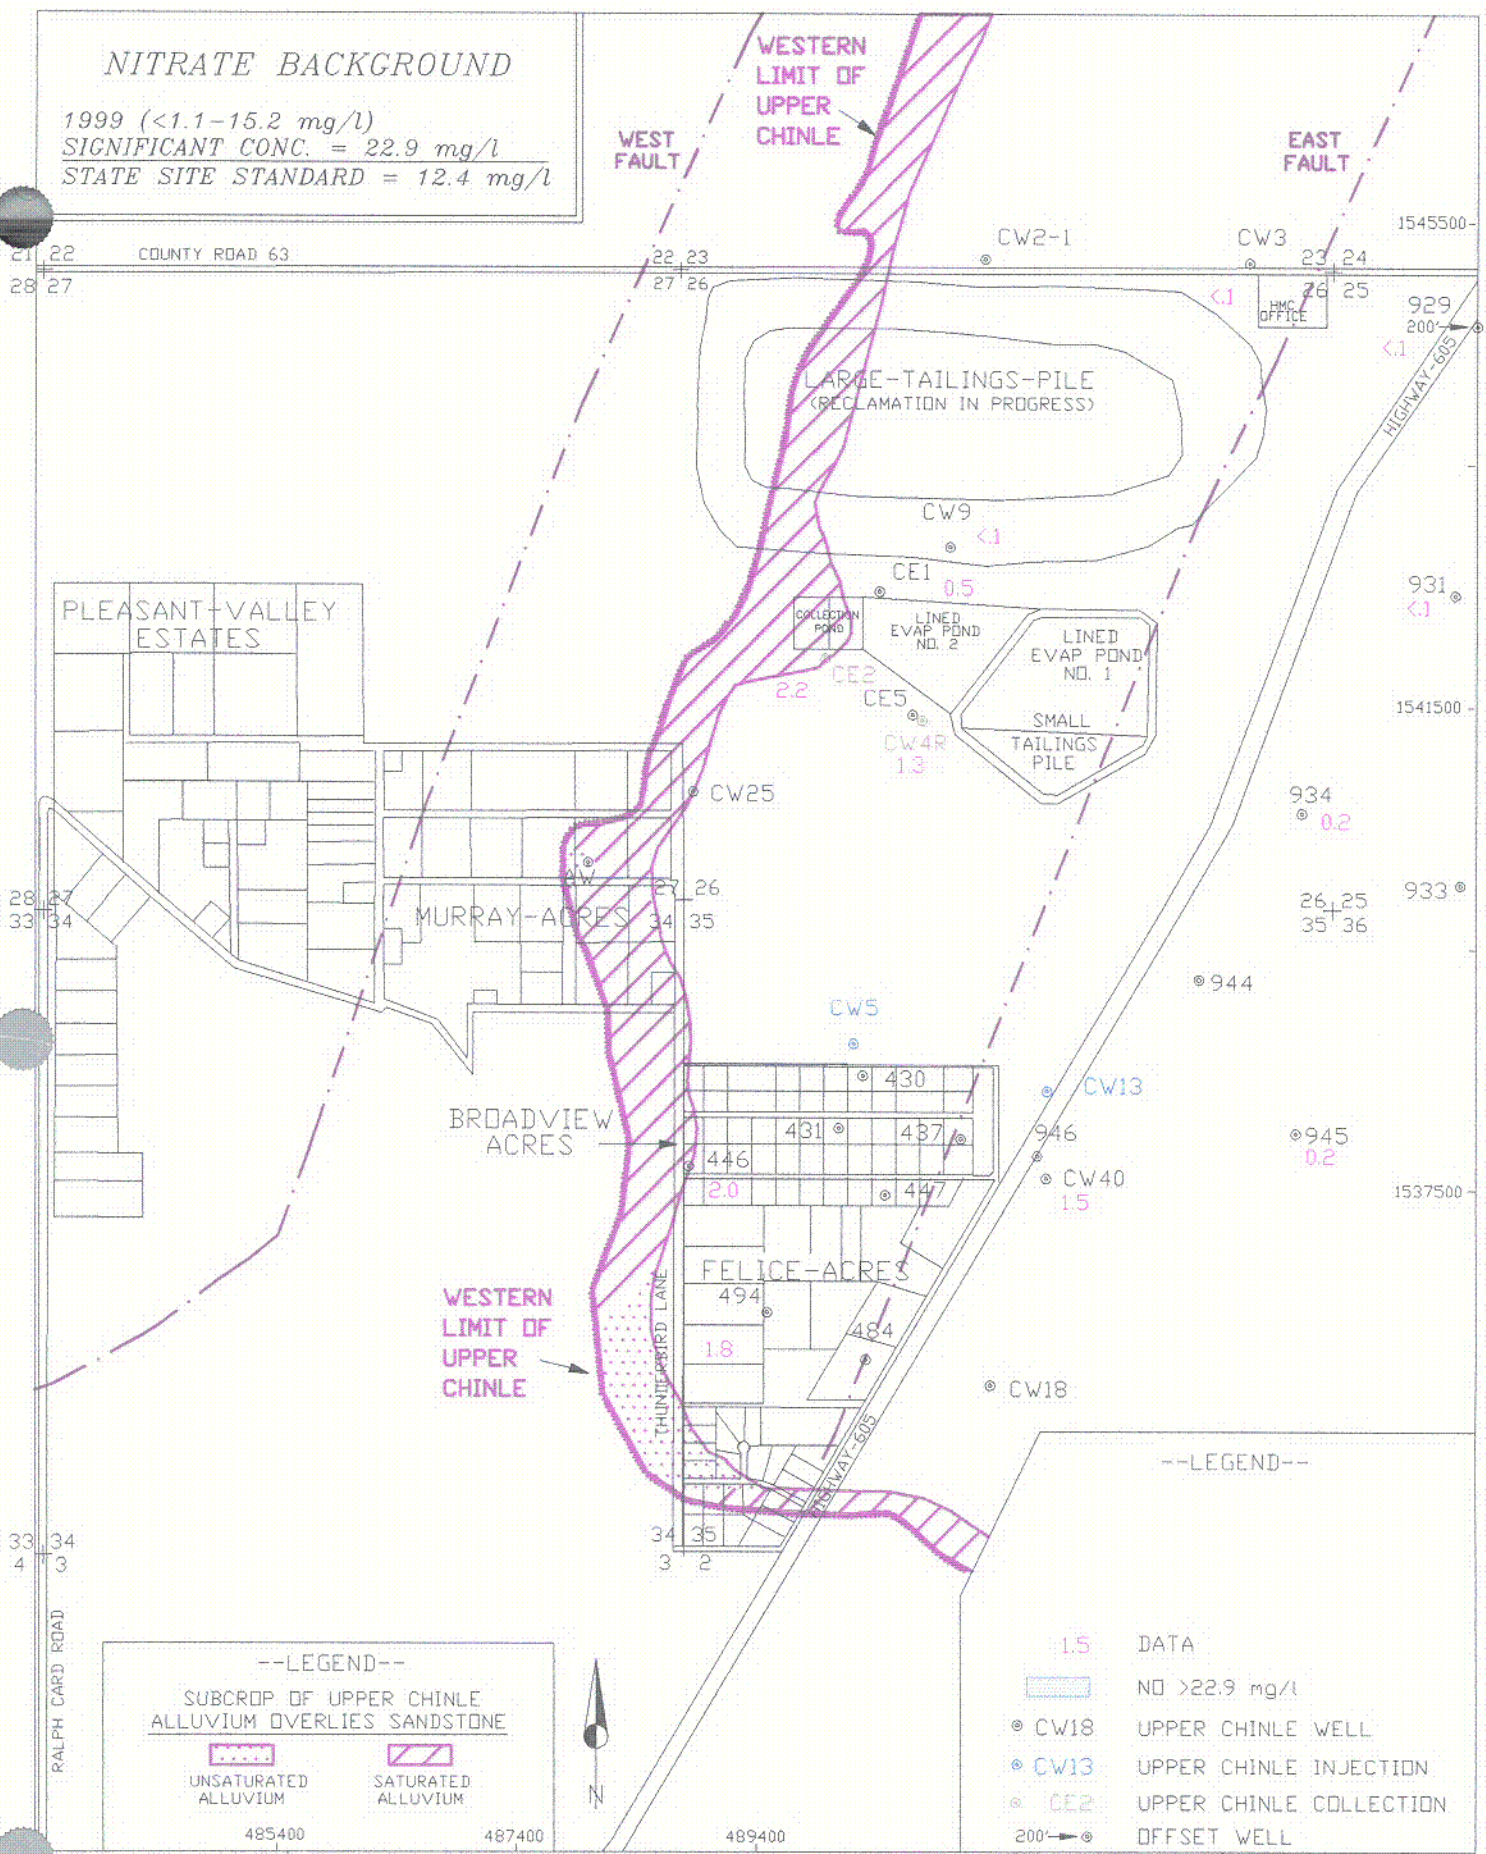 NITRATE BACKGROUND
1999 (<1.1-15.2 mg/l)
SIGNIFICANT CONC. = 22.9 mg/l
STATE SITE STANDARD = 12.4 mg/l
WESTERN
LIMIT OF
UPPER
CHINLE
WEST
FAULT
EAST
FAULT
1545500
CW2-1
CW3
21 22
28 27
COUNTY ROAD 63
22 23
27 26
23 24
26 25
<.1
HMC
OFFICE
929
200'
<.1
HIGHWAY-605
LARGE-TAILINGS-PILE
(RECLAMATION IN PROGRESS)
CW9
<.1
CE1
0.5
931
<.1
PLEASANT-VALLEY
ESTATES
COLLECTION
POND
LINED
EVAP POND
NO. 2
LINED
EVAP POND
NO. 1
CE2
2.2
CE5
1541500
SMALL
TAILINGS
PILE
CW4R
1.3
CW25
934
0.2
933
28 27
33 34
27 26
34 35
26 25
35 36
MURRAY-ACRES
944
CW5
430
CW13
BROADVIEW
ACRES
431
437
946
945
0.2
446
2.0
447
CW40
1.5
1537500
FELICE-ACRES
THUNDERBIRD LANE
494
484
1.8
WESTERN
LIMIT OF
UPPER
CHINLE
CW18
HIGHWAY-605
33 34
4 3
34 35
3 2
RALPH CARD ROAD
--LEGEND--
SUBCROP OF UPPER CHINLE
ALLUVIUM OVERLIES SANDSTONE
UNSATURATED
ALLUVIUM
SATURATED
ALLUVIUM
N
485400
487400
489400
--LEGEND--
1.5 DATA
NO >22.9 mg/l
CW18 UPPER CHINLE WELL
CW13 UPPER CHINLE INJECTION
CE2 UPPER CHINLE COLLECTION
200' OFFSET WELL